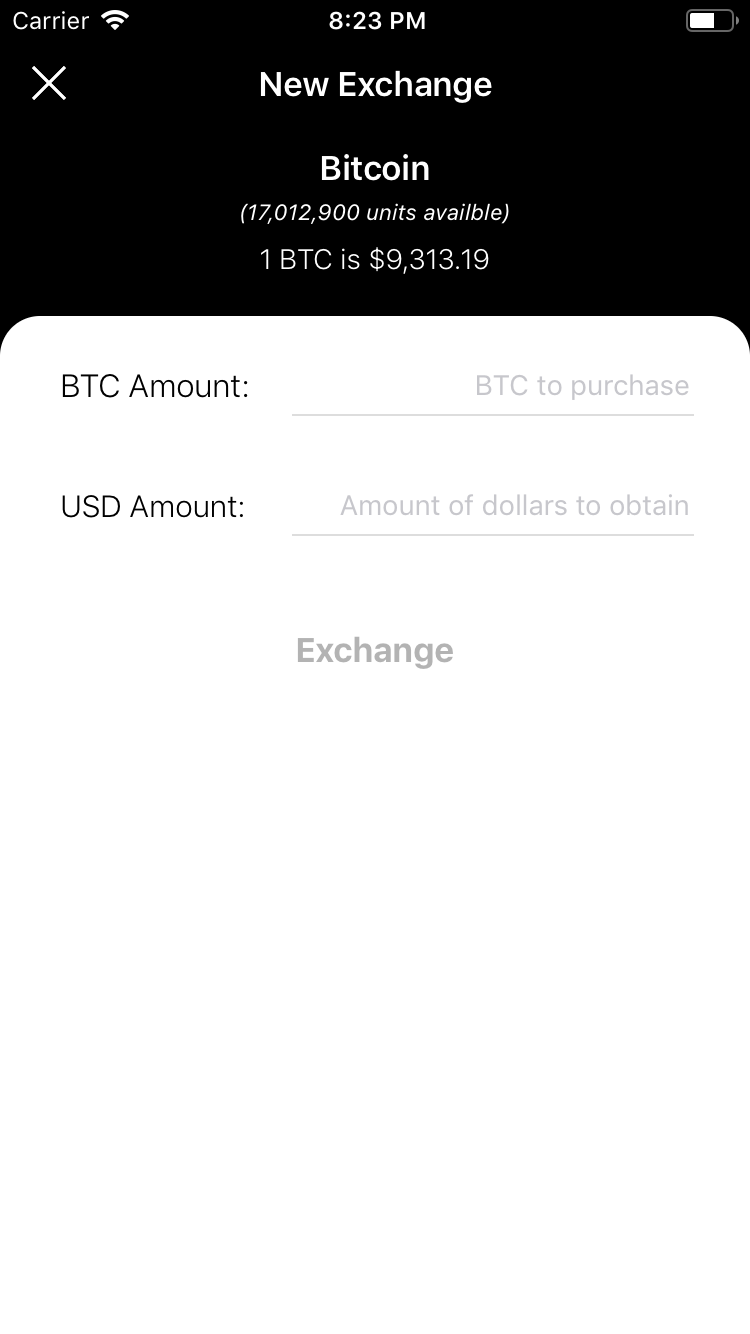 Carrier 8:23 PM
New Exchange
Bitcoin
(17,012,900 units availble)
1 BTC is $9,313.19
BTC Amount: BTC to purchase
USD Amount: Amount of dollars to obtain
Exchange